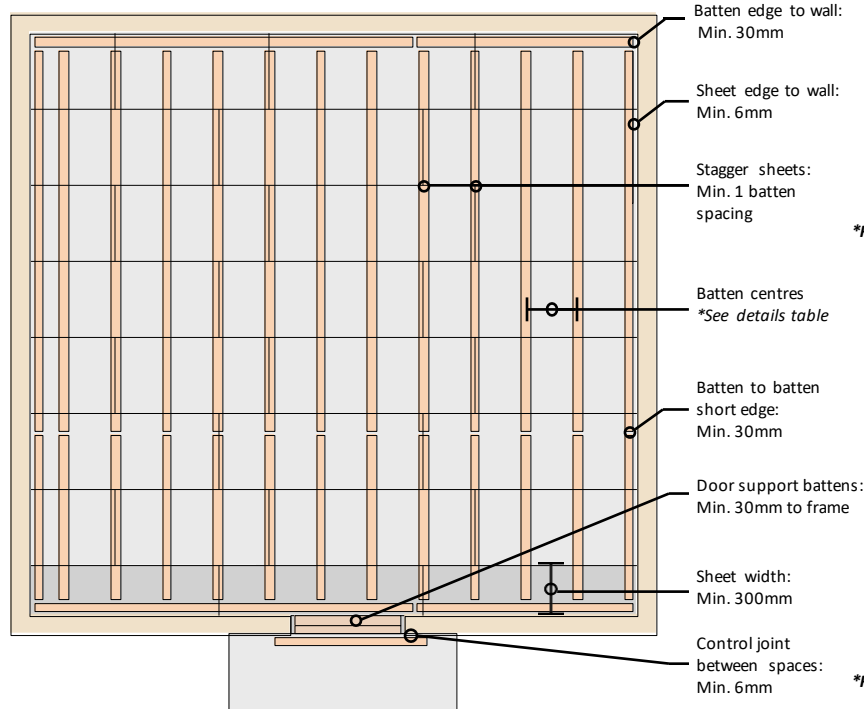 Batten edge to wall:
Min. 30mm
Sheet edge to wall:
Min. 6mm
Stagger sheets:
Min. 1 batten
spacing
Batten centres
*See details table
Batten to batten
short edge:
Min. 30mm
Door support battens:
Min. 30mm to frame
Sheet width:
Min. 300mm
Control joint
between spaces:
Min. 6mm